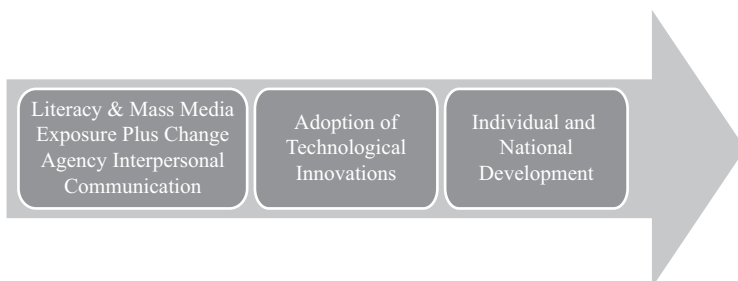 Literacy & Mass Media
Exposure Plus Change
Agency Interpersonal
Communication
Adoption of
Technological
Innovations
Individual and
National
Development